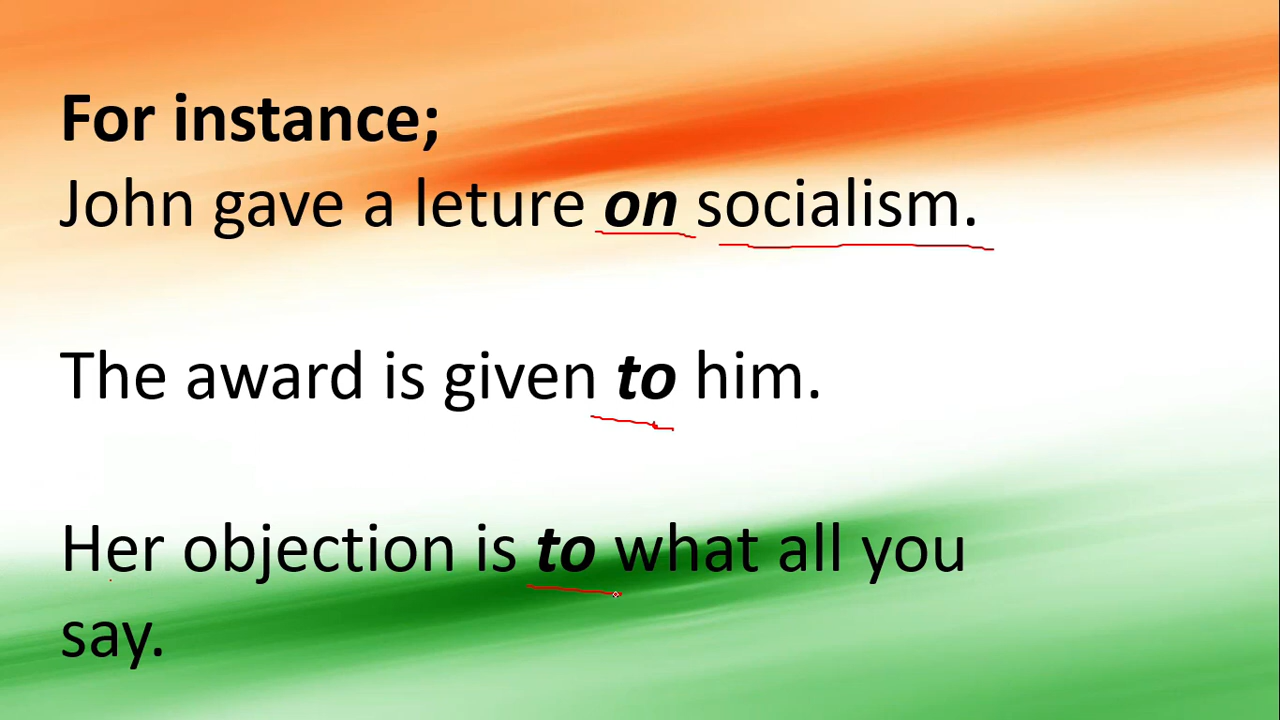 For instance;
John gave a leture on socialism.
The award is given to him.
Her objection is to what all you
say.